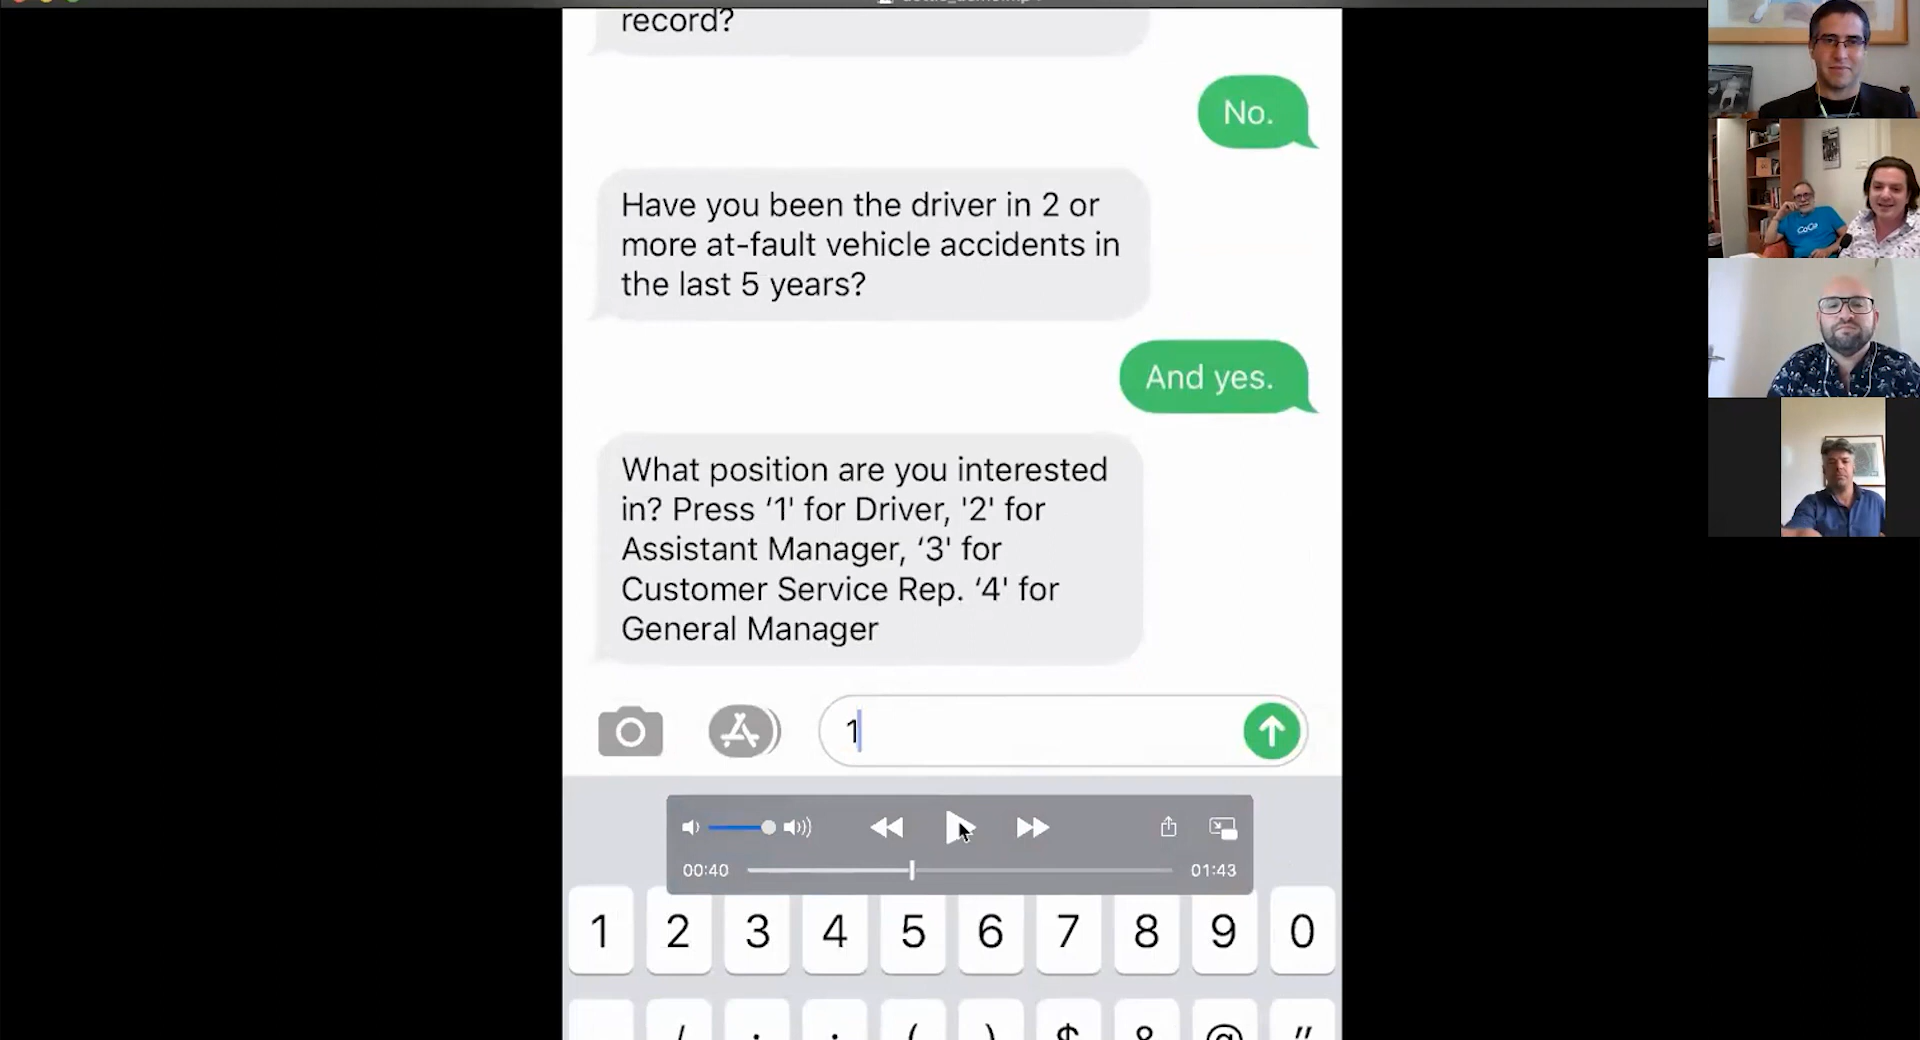 record?
No.
Have you been the driver in 2 or
more at-fault vehicle accidents in
the last 5 years?
And yes.
What position are you interested
in? Press ‘1' for Driver, '2' for
Assistant Manager, ‘3' for
Customer Service Rep. ‘4' for
General Manager
1
00:40
01:43
1 2 3 4 5 6 7 8 9 0
/ : ; ( ) $ & @ "
CoCo